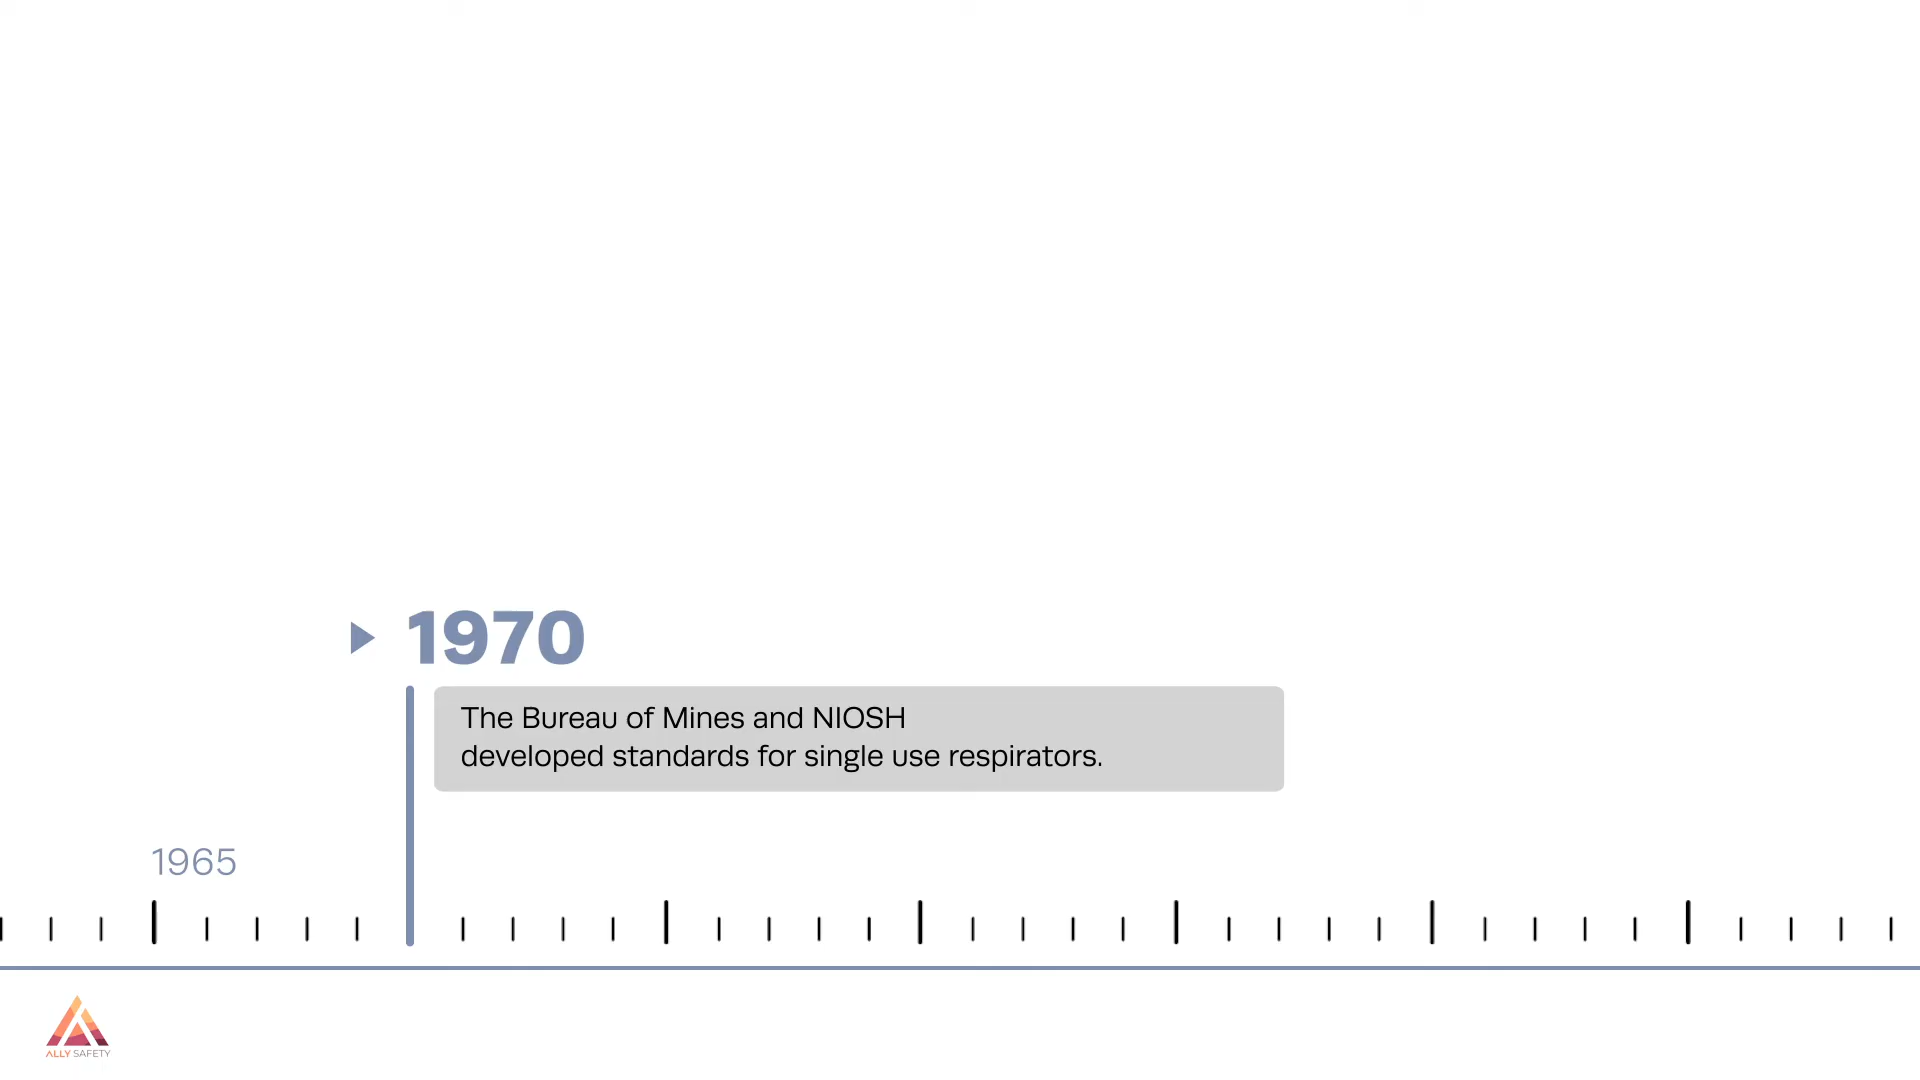 1970
The Bureau of Mines and NIOSH
developed standards for single use respirators.
1965
ALLY SAFETY